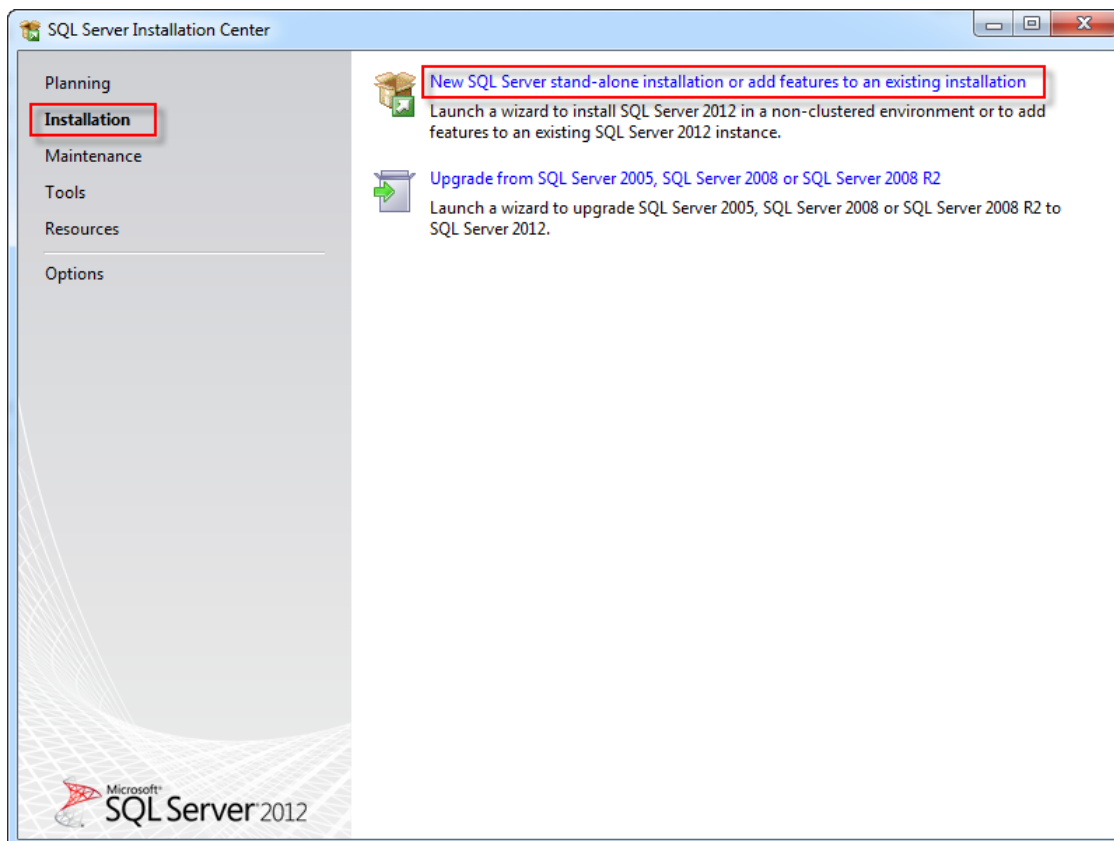 SQL Server Installation Center
Planning
Installation
Maintenance
Tools
Resources
Options
New SQL Server stand-alone installation or add features to an existing installation
Launch a wizard to install SQL Server 2012 in a non-clustered environment or to add
features to an existing SQL Server 2012 instance.
Upgrade from SQL Server 2005, SQL Server 2008 or SQL Server 2008 R2
Launch a wizard to upgrade SQL Server 2005, SQL Server 2008 or SQL Server 2008 R2 to
SQL Server 2012.
Microsoft®
SQL Server®2012